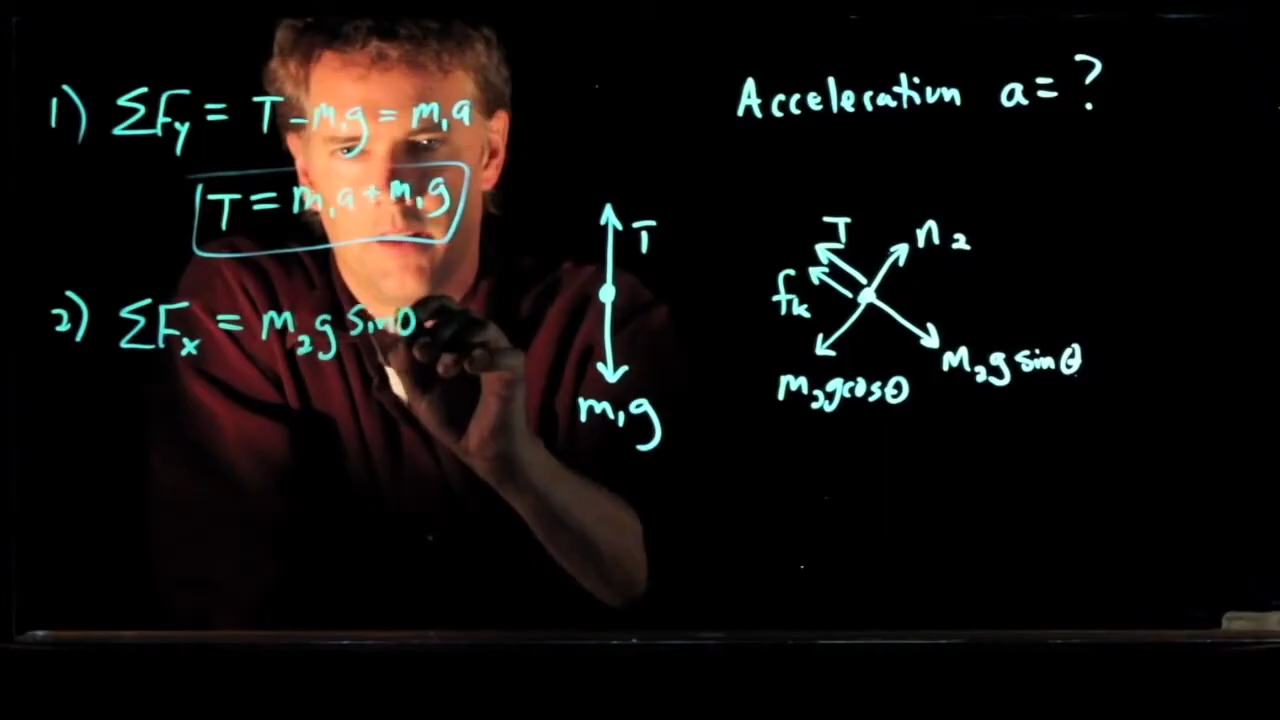 1) ΣFy = T - m₁g = m₁a
T = m₁a + m₁g
2) ΣFx = m₂g sinθ
Acceleration a = ?
T
m₁g
T
n₂
fk
m₂g cosθ
m₂g sinθ